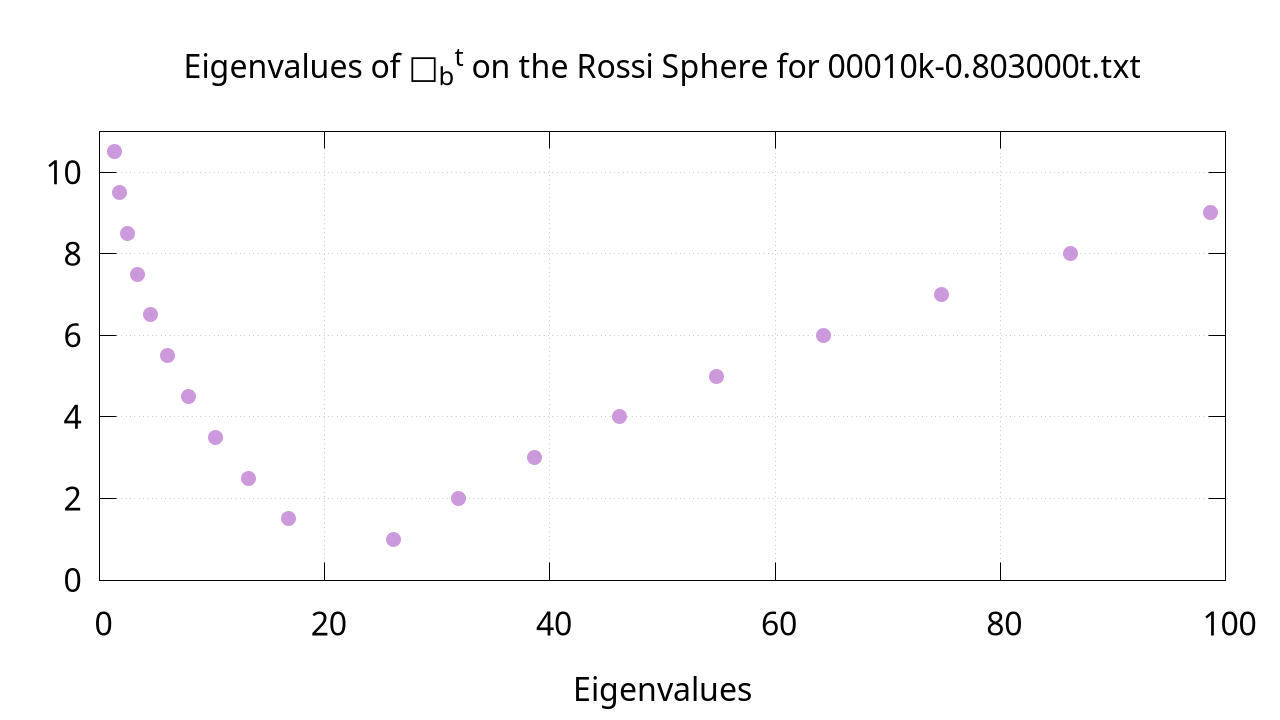 Eigenvalues of □bᵗ on the Rossi Sphere for 00010k-0.803000t.txt
10
8
6
4
2
0
0 20 40 60 80 100
Eigenvalues